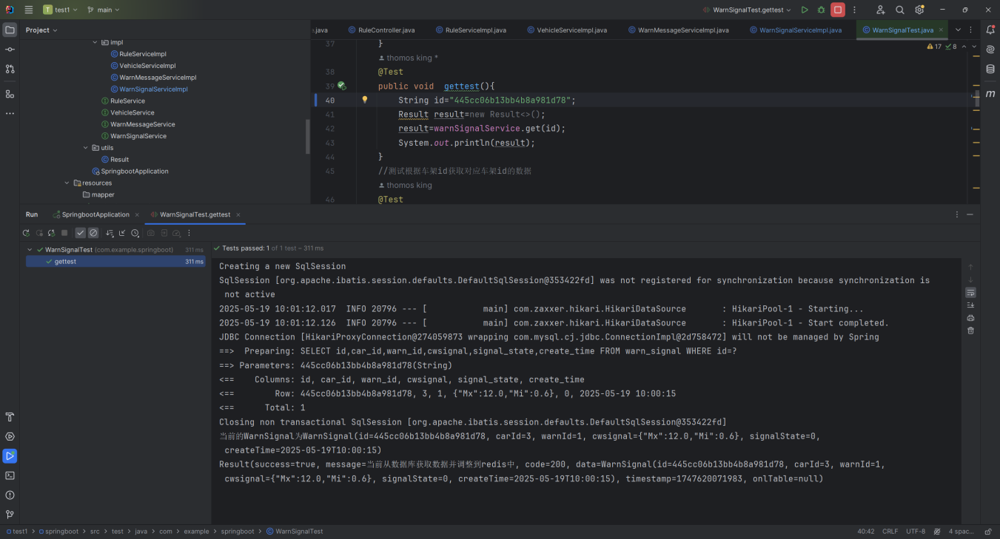 T test1 main WarnSignalTest.gettest
Project
impl
RuleServiceImpl
VehicleServiceImpl
WarnMessageServiceImpl
WarnSignalServiceImpl
RuleService
VehicleService
WarnMessageService
WarnSignalService
utils
Result
SpringbootApplication
resources
mapper
.java RuleController.java RuleServiceImpl.java VehicleServiceImpl.java WarnMessageServiceImpl.java WarnSignalServiceImpl.java WarnSignalTest.java
17 8
37 }
thomos king *
38 @Test
39 public void gettest(){
40 String id="445cc06b13bb4b8a981d78";
41 Result result=new Result<>();
42 result=warnSignalService.get(id);
43 System.out.println(result);
44 }
45 //测试根据车架id获取对应车架id的数据
thomos king
46 @Test
Run SpringbootApplication WarnSignalTest.gettest
WarnSignalTest (com.example.springboot) 311 ms
gettest 311 ms
Tests passed: 1 of 1 test – 311 ms
Creating a new SqlSession
SqlSession [org.apache.ibatis.session.defaults.DefaultSqlSession@353422fd] was not registered for synchronization because synchronization is
not active
2025-05-19 10:01:12.017 INFO 20796 --- [ main] com.zaxxer.hikari.HikariDataSource : HikariPool-1 - Starting...
2025-05-19 10:01:12.126 INFO 20796 --- [ main] com.zaxxer.hikari.HikariDataSource : HikariPool-1 - Start completed.
JDBC Connection [HikariProxyConnection@274059873 wrapping com.mysql.cj.jdbc.ConnectionImpl@2d758472] will not be managed by Spring
==> Preparing: SELECT id,car_id,warn_id,cwsignal,signal_state,create_time FROM warn_signal WHERE id=?
==> Parameters: 445cc06b13bb4b8a981d78(String)
<== Columns: id, car_id, warn_id, cwsignal, signal_state, create_time
<== Row: 445cc06b13bb4b8a981d78, 3, 1, {"Mx":12.0,"Mi":0.6}, 0, 2025-05-19 10:00:15
<== Total: 1
Closing non transactional SqlSession [org.apache.ibatis.session.defaults.DefaultSqlSession@353422fd]
当前的WarnSignal为WarnSignal(id=445cc06b13bb4b8a981d78, carId=3, warnId=1, cwsignal={"Mx":12.0,"Mi":0.6}, signalState=0,
createTime=2025-05-19T10:00:15)
Result(success=true, message=当前从数据库获取数据并调整到redis中, code=200, data=WarnSignal(id=445cc06b13bb4b8a981d78, carId=3, warnId=1,
cwsignal={"Mx":12.0,"Mi":0.6}, signalState=0, createTime=2025-05-19T10:00:15), timestamp=1747620071983, onlTable=null)
test1 > springboot > src > test > java > com > example > springboot > WarnSignalTest
40:42 CRLF UTF-8 4 spac...